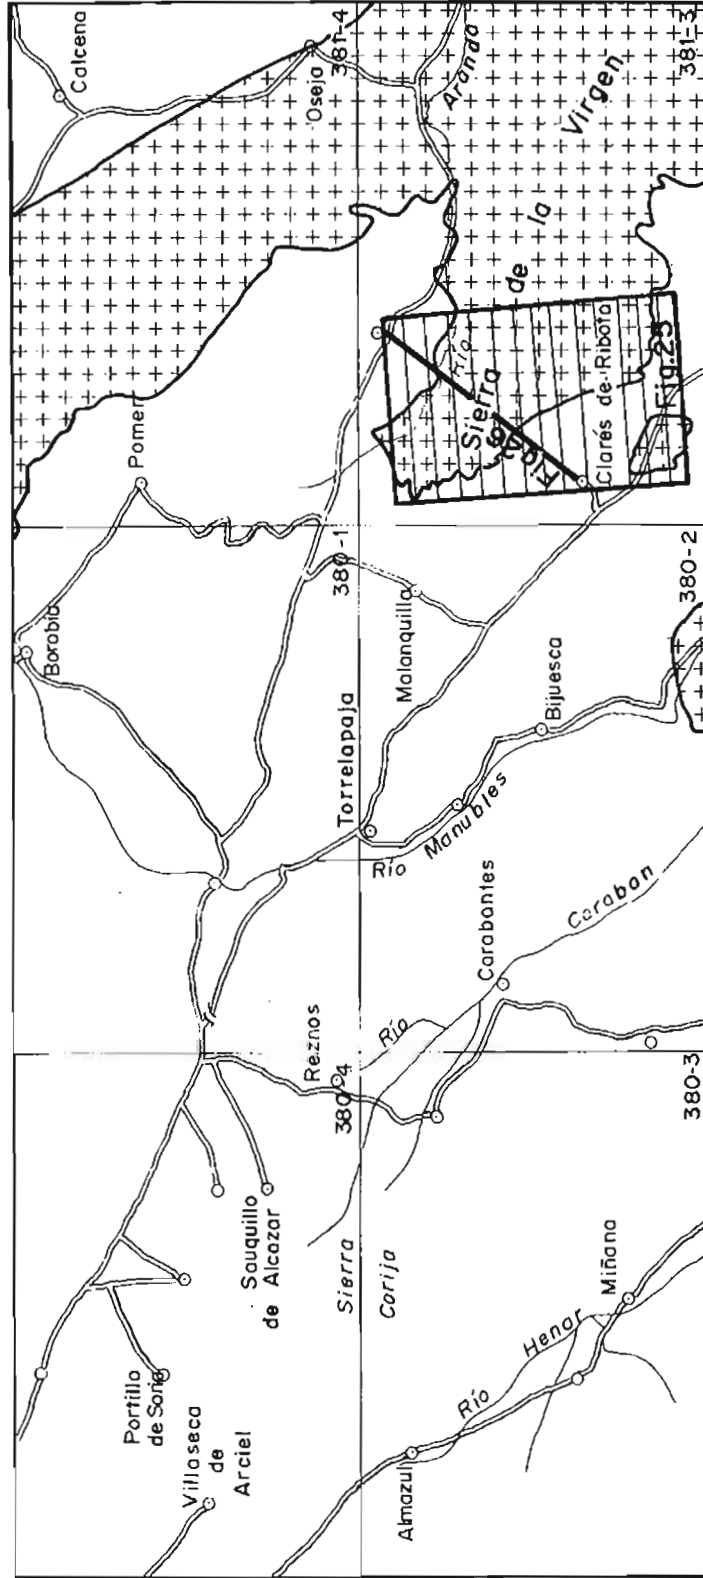 Calcena
381-4
Oseja
Aranda
381-3
Virgen
la
de
Pomer
Río
Sierra
Fig.26
Clarés de Ribota
Fig.25
Borobia
380-1
Malanquilla
380-2
Torrelapaja
Bijuesca
Río Manubles
Carabantes
Caraban
Río
Reznos
380-4
380-3
Sauquillo
de Alcazar
Sierra
Corija
Miñana
Río Henar
Portillo
de Soria
Villaseca
de
Arciel
Almazul